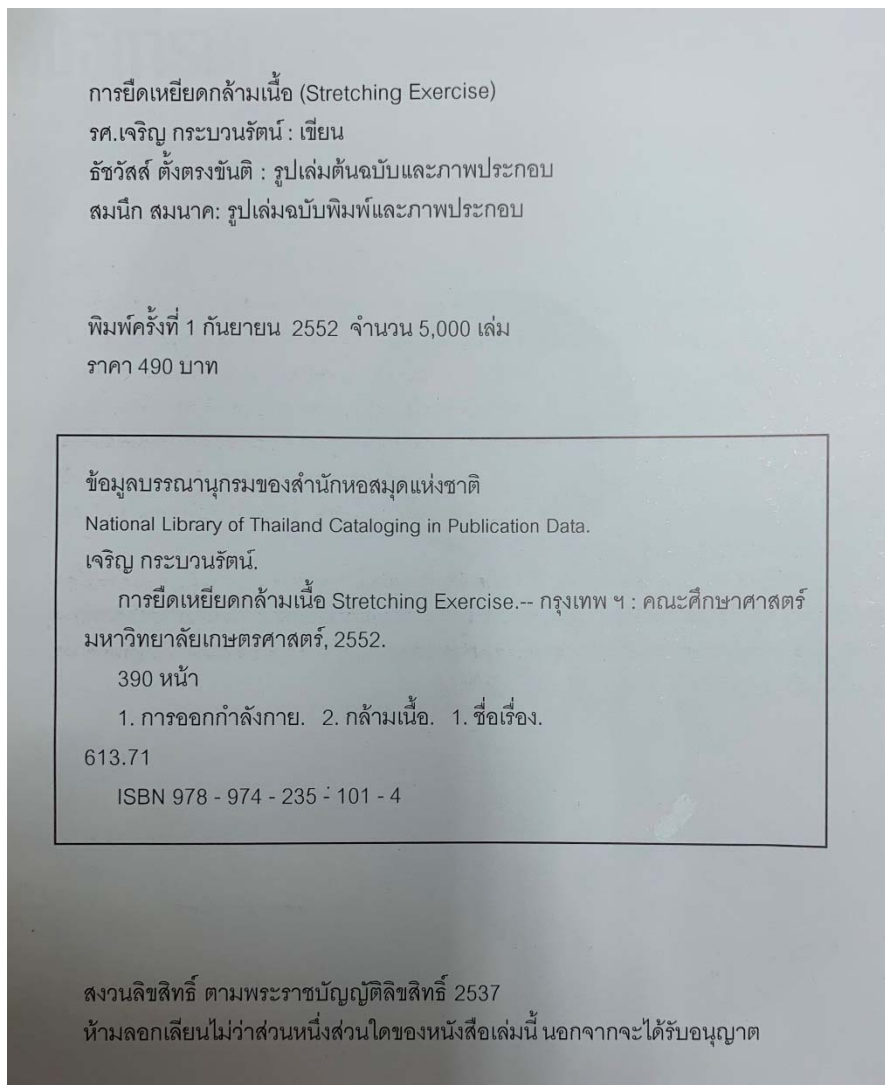 การยืดเหยียดกล้ามเนื้อ (Stretching Exercise)
รศ.เจริญ กระบวนรัตน์ : เขียน
ธัชวัสส์ ตั้งตรงขันติ : รูปเล่มต้นฉบับและภาพประกอบ
สมนึก สมนาค: รูปเล่มฉบับพิมพ์และภาพประกอบ
พิมพ์ครั้งที่ 1 กันยายน 2552 จำนวน 5,000 เล่ม
ราคา 490 บาท
ข้อมูลบรรณานุกรมของสำนักหอสมุดแห่งชาติ
National Library of Thailand Cataloging in Publication Data.
เจริญ กระบวนรัตน์.
การยืดเหยียดกล้ามเนื้อ Stretching Exercise.-- กรุงเทพ ฯ : คณะศึกษาศาสตร์
มหาวิทยาลัยเกษตรศาสตร์, 2552.
390 หน้า
1. การออกกำลังกาย. 2. กล้ามเนื้อ. 1. ชื่อเรื่อง.
613.71
ISBN 978 - 974 - 235 - 101 - 4
สงวนลิขสิทธิ์ ตามพระราชบัญญัติลิขสิทธิ์ 2537
ห้ามลอกเลียนไม่ว่าส่วนหนึ่งส่วนใดของหนังสือเล่มนี้ นอกจากจะได้รับอนุญาต